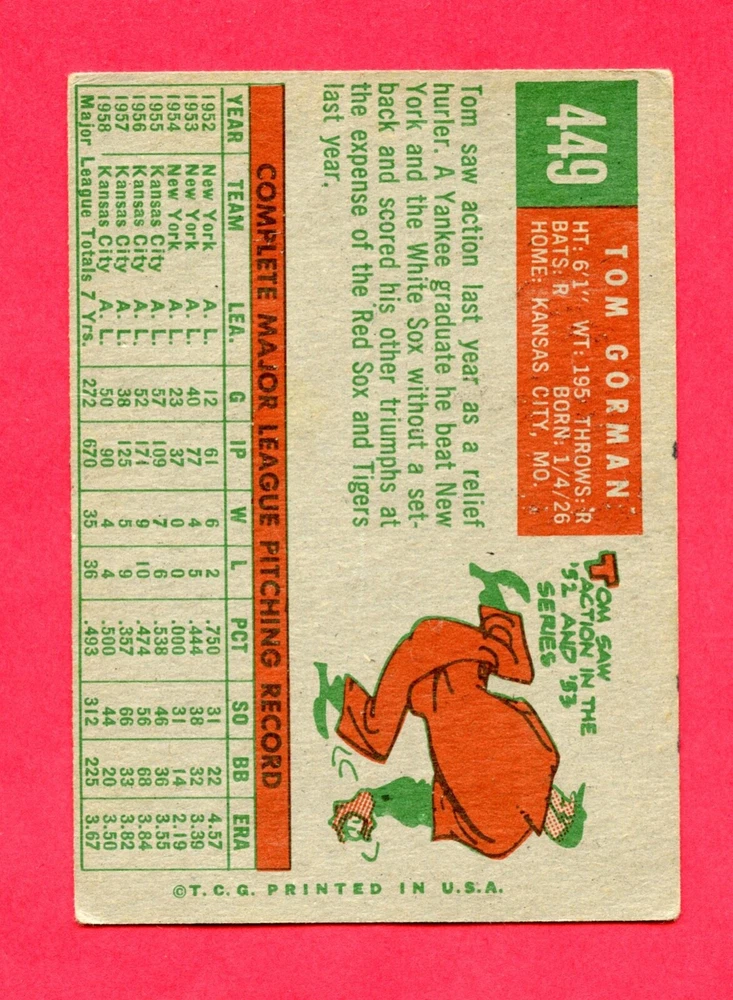 449
TOM GORMAN
HT: 6'1" WT: 195 THROWS: R
BATS: R BORN: 1/4/26
HOME: KANSAS CITY, MO.
Tom saw action last year as a relief
hurler. A Yankee graduate he beat New
York and the White Sox without a set-
back and scored his other triumphs at
the expense of the Red Sox and Tigers
last year.
TOM SAW
ACTION IN THE
'52 AND '53
SERIES
COMPLETE MAJOR LEAGUE PITCHING RECORD
YEAR TEAM LEA. G IP W L PCT SO BB ERA
1952 New York A. L. 12 61 6 2 .750 31 22 4.57
1953 New York A. L. 40 77 4 5 .444 38 32 3.39
1954 New York A. L. 23 37 0 0 .000 31 14 2.19
1955 Kansas City A. L. 57 109 7 6 .538 46 36 3.55
1956 Kansas City A. L. 52 171 9 10 .474 56 68 3.84
1957 Kansas City A. L. 38 125 5 9 .357 66 33 3.82
1958 Kansas City A. L. 50 90 4 4 .500 44 20 3.50
Major League Totals 7 Yrs. 272 670 35 36 .493 312 225 3.67
©T.C.G. PRINTED IN U.S.A.